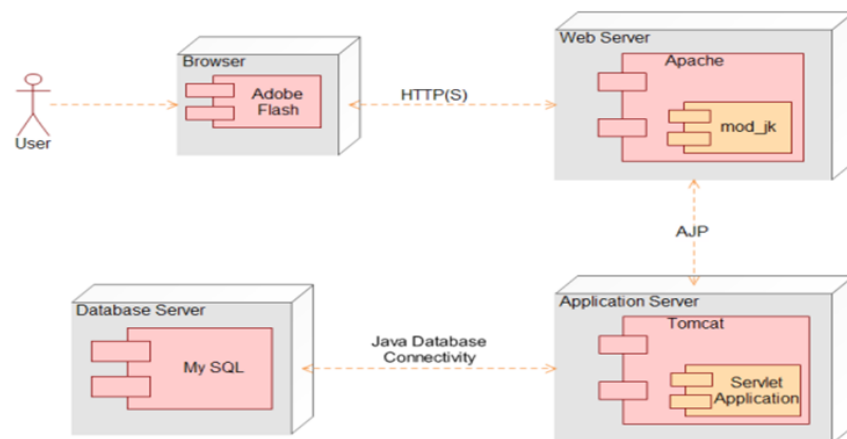 Browser
Adobe
Flash
User
HTTP(S)
Web Server
Apache
mod_jk
AJP
Database Server
My SQL
Java Database
Connectivity
Application Server
Tomcat
Servlet
Application